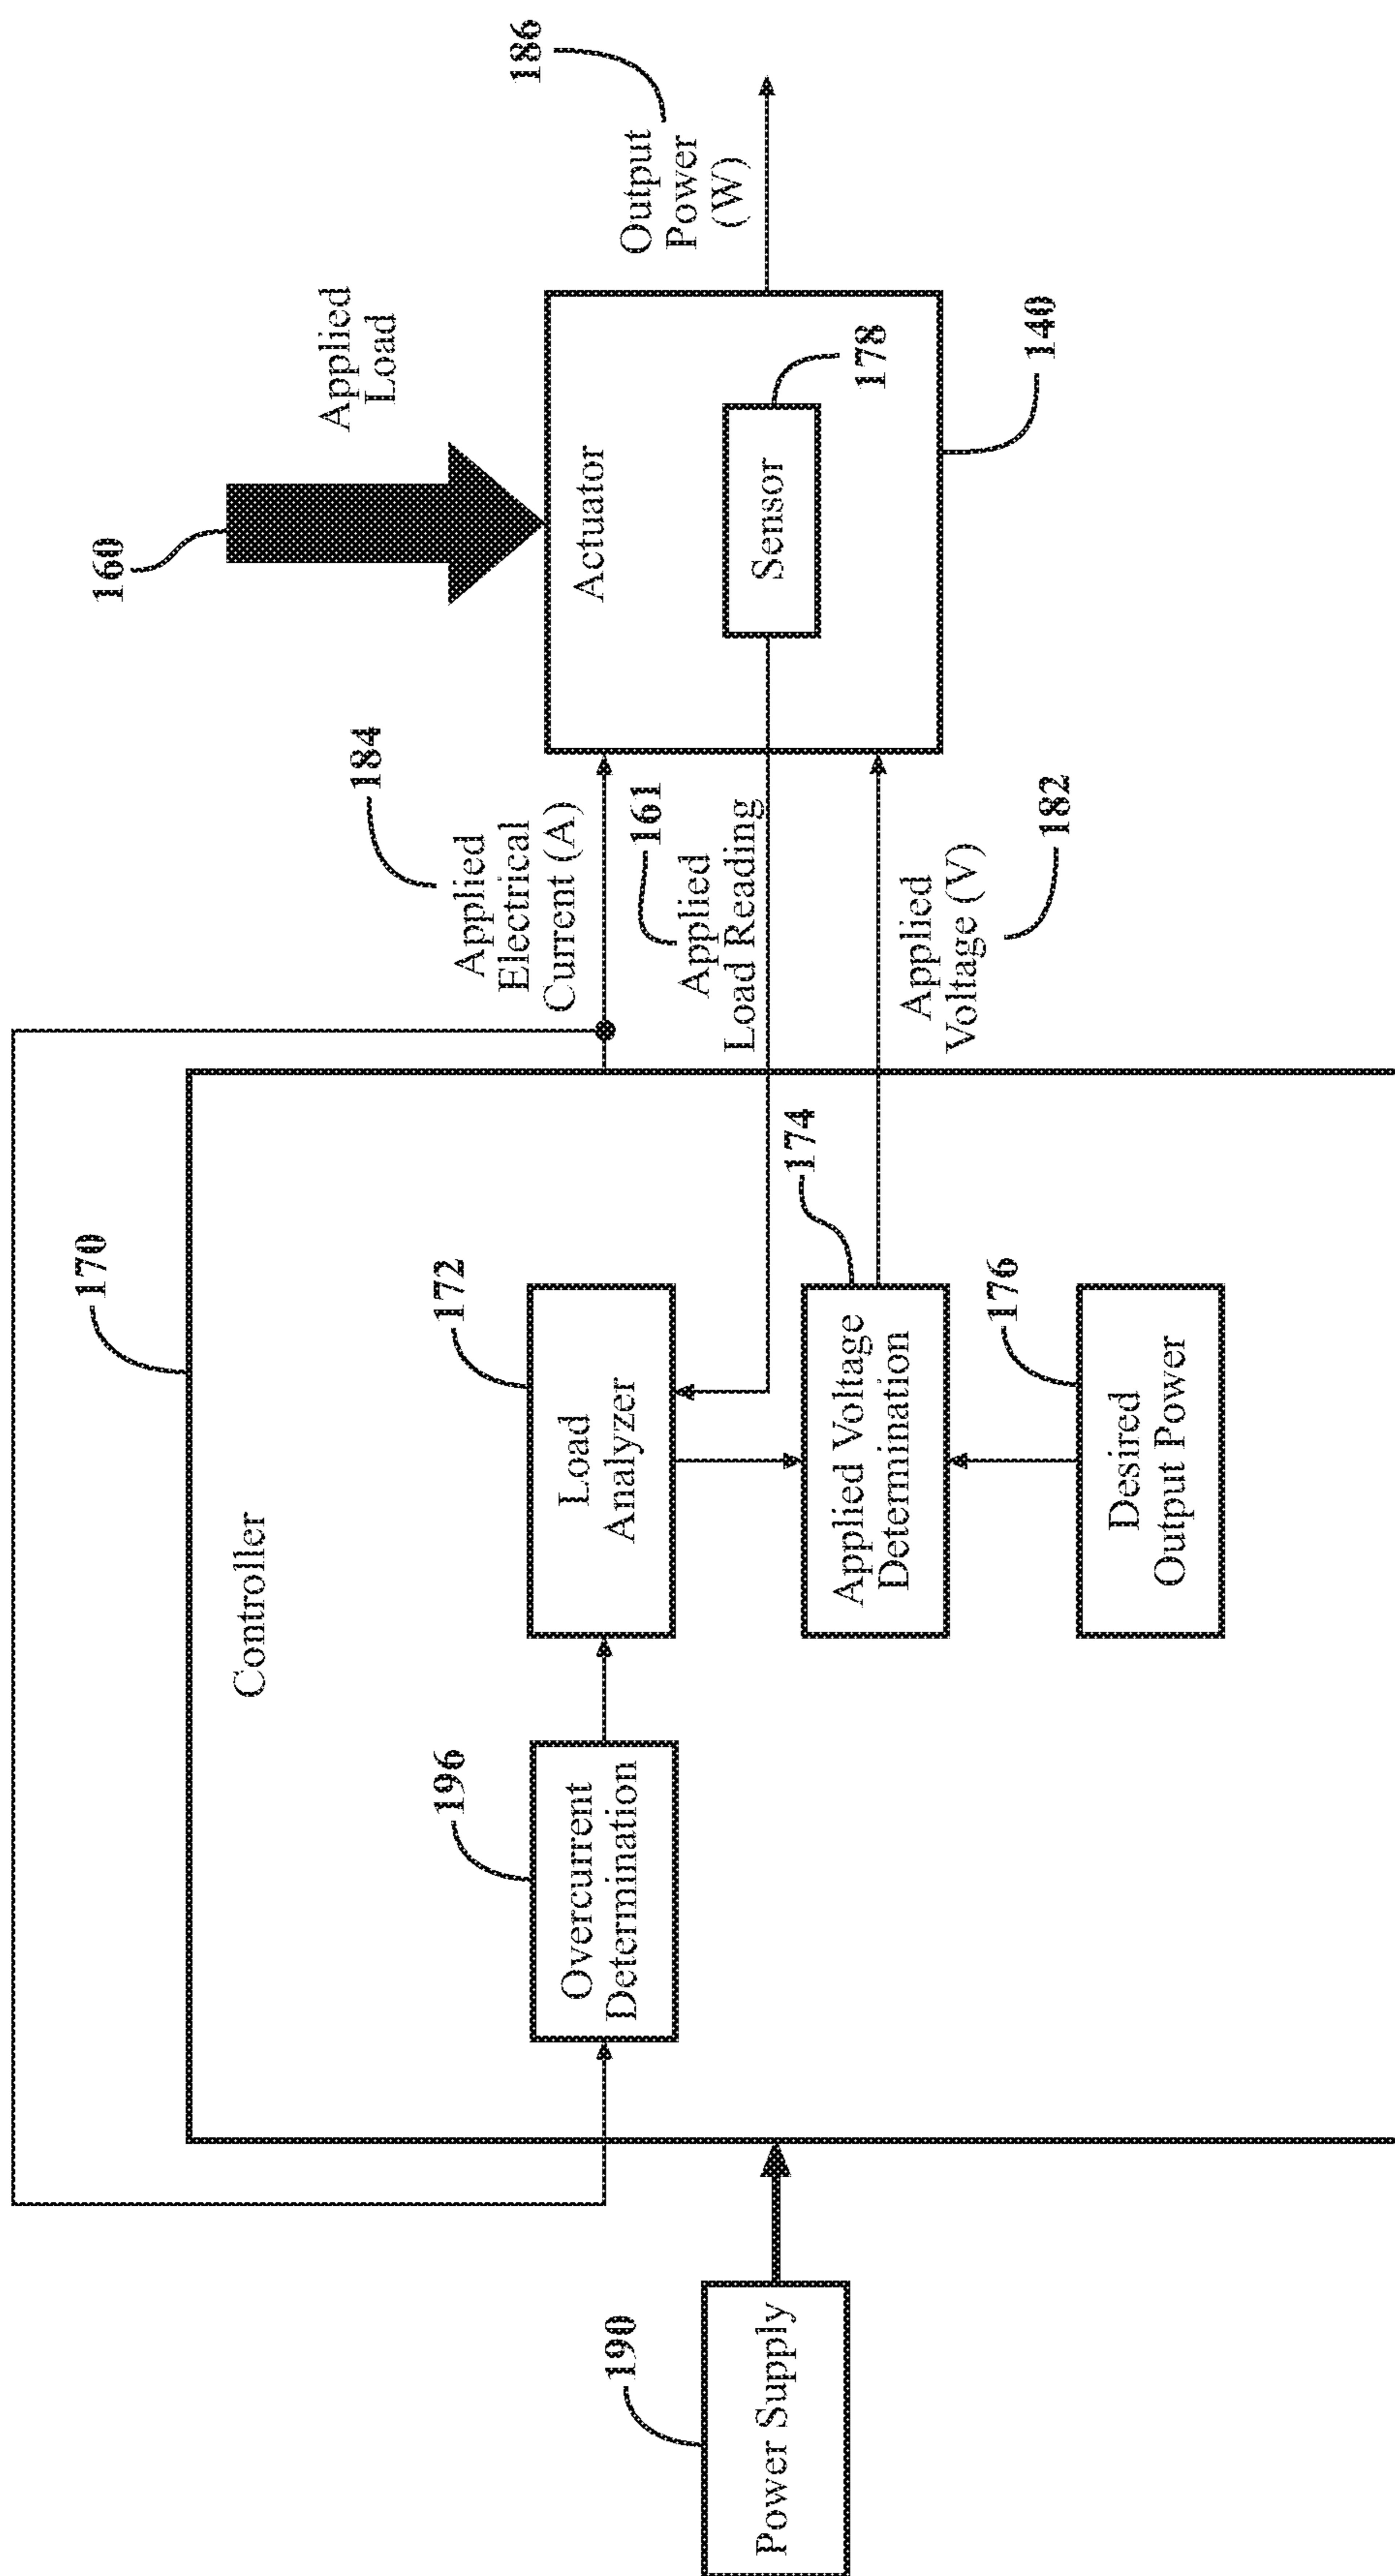 170
Controller
196
Overcurrent
Determination
172
Load
Analyzer
174
Applied Voltage
Determination
176
Desired
Output Power
190
Power Supply
184
Applied
Electrical
Current (A)
161
Applied
Load Reading
Applied
Voltage (V)
182
160
Applied
Load
Actuator
Sensor
178
140
186
Output
Power
(W)